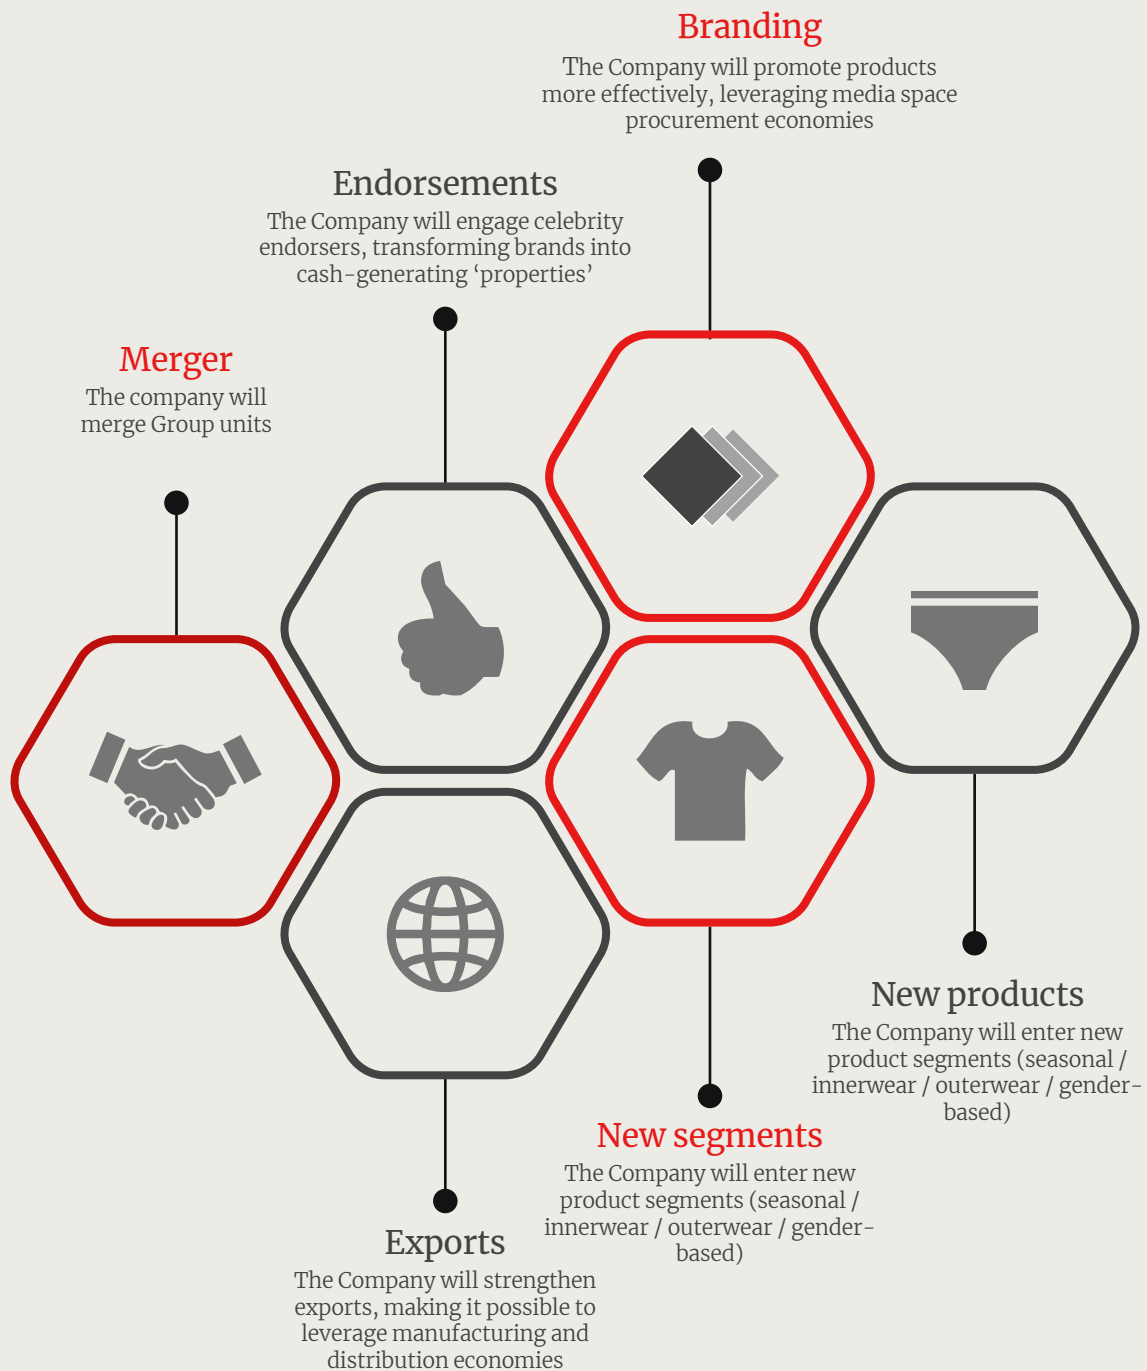 Branding
The Company will promote products
more effectively, leveraging media space
procurement economies
Endorsements
The Company will engage celebrity
endorsers, transforming brands into
cash-generating ‘properties’
Merger
The company will
merge Group units
New products
The Company will enter new
product segments (seasonal /
innerwear / outerwear / gender-
based)
New segments
The Company will enter new
product segments (seasonal /
innerwear / outerwear / gender-
based)
Exports
The Company will strengthen
exports, making it possible to
leverage manufacturing and
distribution economies